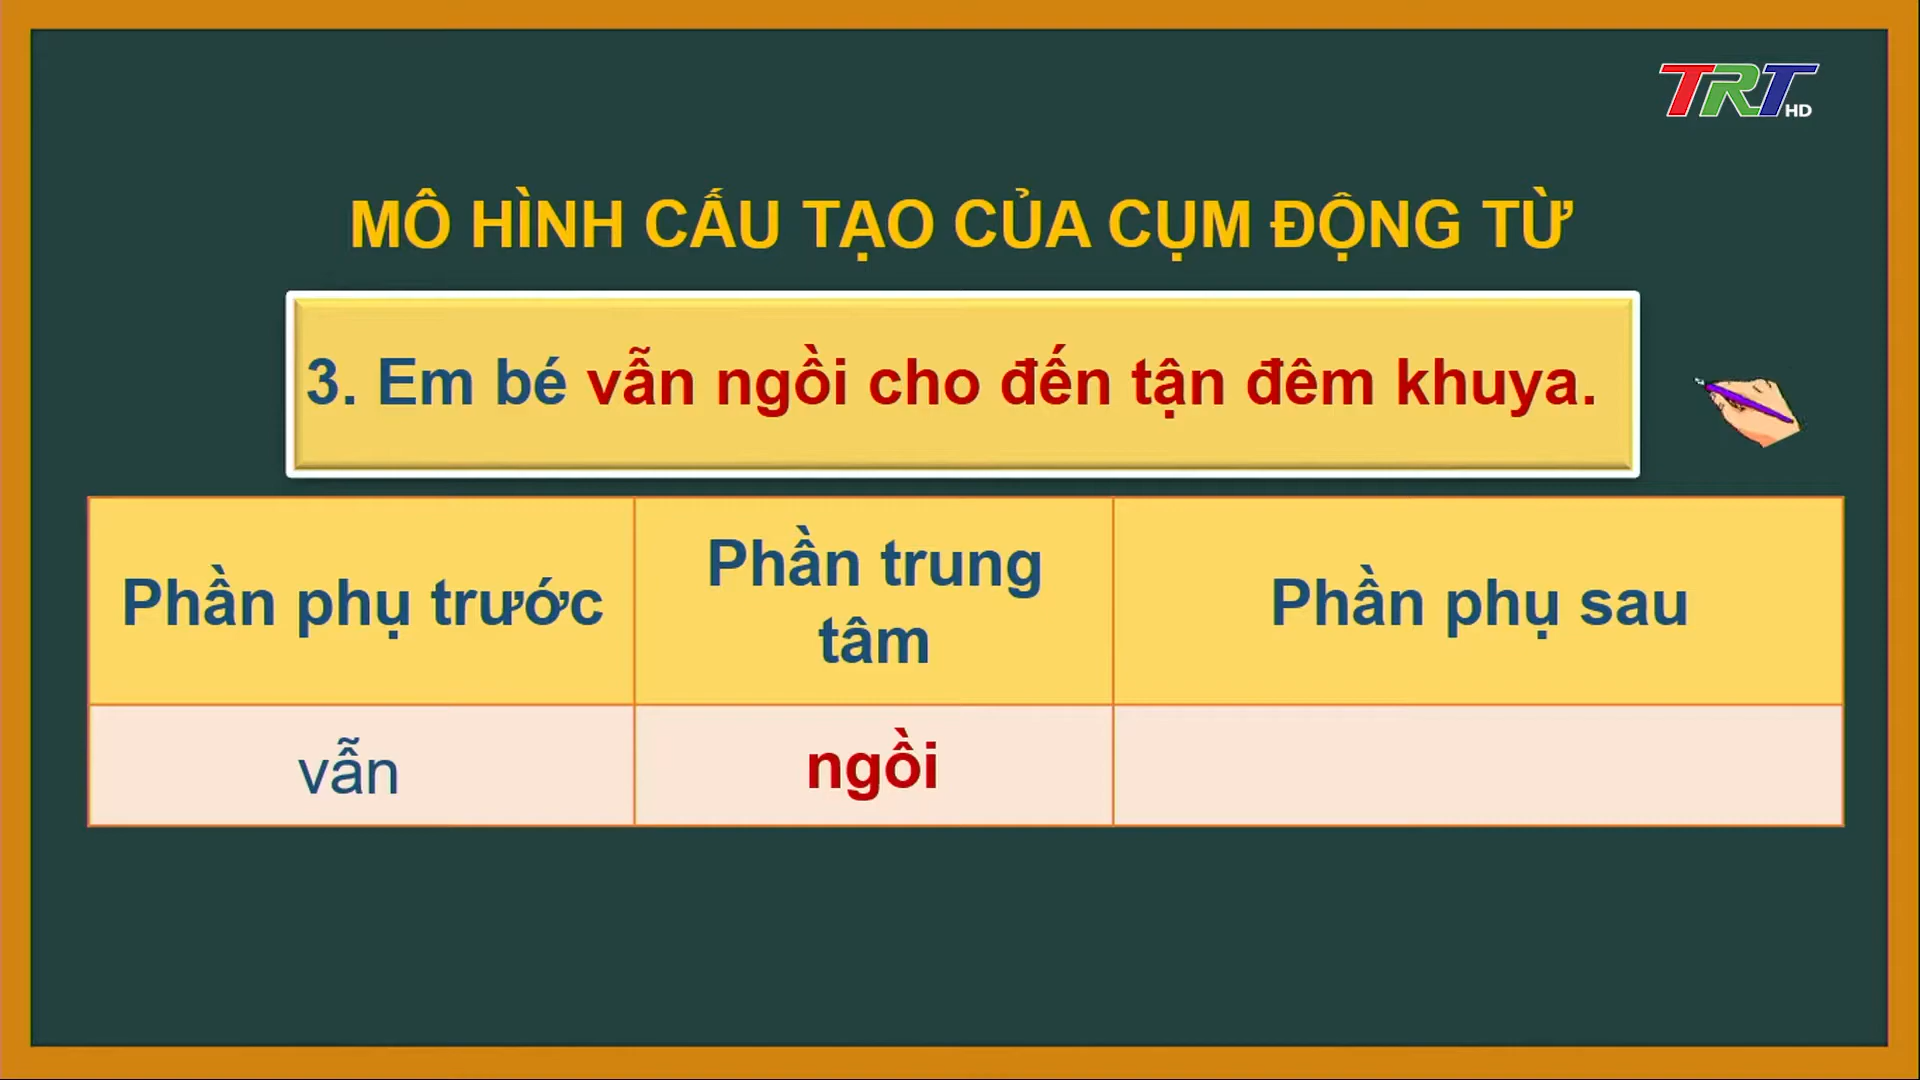 TRT HD
MÔ HÌNH CẤU TẠO CỦA CỤM ĐỘNG TỪ
3. Em bé vẫn ngồi cho đến tận đêm khuya.
Phần phụ trước
Phần trung
tâm
Phần phụ sau
vẫn
ngồi